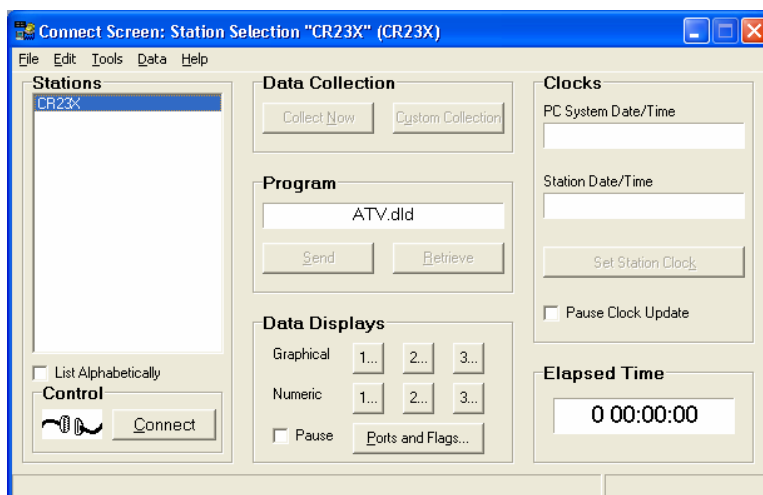 Connect Screen: Station Selection "CR23X" (CR23X)
File Edit Tools Data Help
Stations
CR23X
List Alphabetically
Control
Connect
Data Collection
Collect Now Custom Collection
Program
ATV.dld
Send Retrieve
Data Displays
Graphical 1... 2... 3...
Numeric 1... 2... 3...
Pause Ports and Flags...
Clocks
PC System Date/Time
Station Date/Time
Set Station Clock
Pause Clock Update
Elapsed Time
0 00:00:00